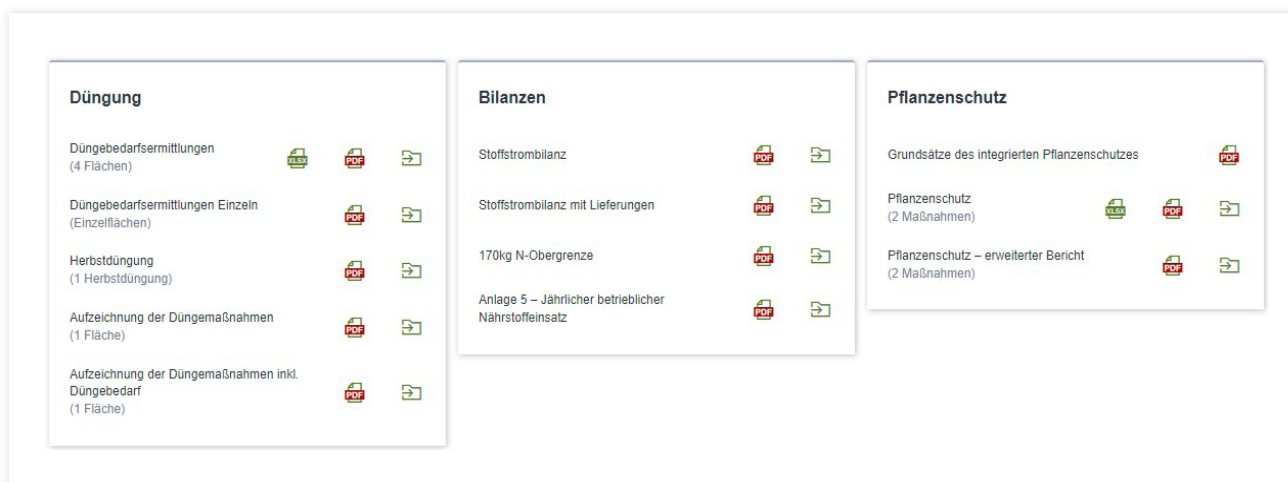 Düngung
Düngebedarfsermittlungen
(4 Flächen)
XLSX
PDF
Düngebedarfsermittlungen Einzeln
(Einzelflächen)
PDF
Herbstdüngung
(1 Herbstdüngung)
PDF
Aufzeichnung der Düngemaßnahmen
(1 Fläche)
PDF
Aufzeichnung der Düngemaßnahmen inkl.
Düngebedarf
(1 Fläche)
PDF
Bilanzen
Stoffstrombilanz
PDF
Stoffstrombilanz mit Lieferungen
PDF
170kg N-Obergrenze
PDF
Anlage 5 – Jährlicher betrieblicher
Nährstoffeinsatz
PDF
Pflanzenschutz
Grundsätze des integrierten Pflanzenschutzes
PDF
Pflanzenschutz
(2 Maßnahmen)
XLSX
PDF
Pflanzenschutz – erweiterter Bericht
(2 Maßnahmen)
PDF